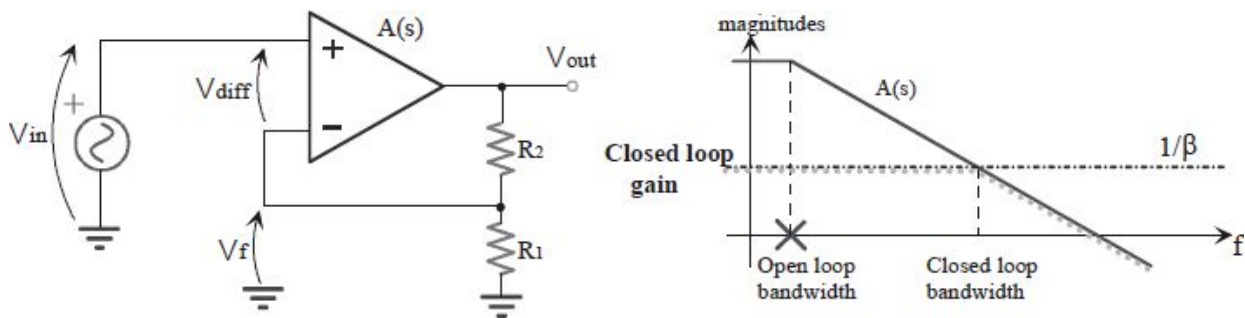 A(s)
+
Vout
Vdiff
+
Vin
−
R2
Vf
R1
magnitudes
A(s)
1/β
Closed loop
gain
f
Open loop
bandwidth
Closed loop
bandwidth